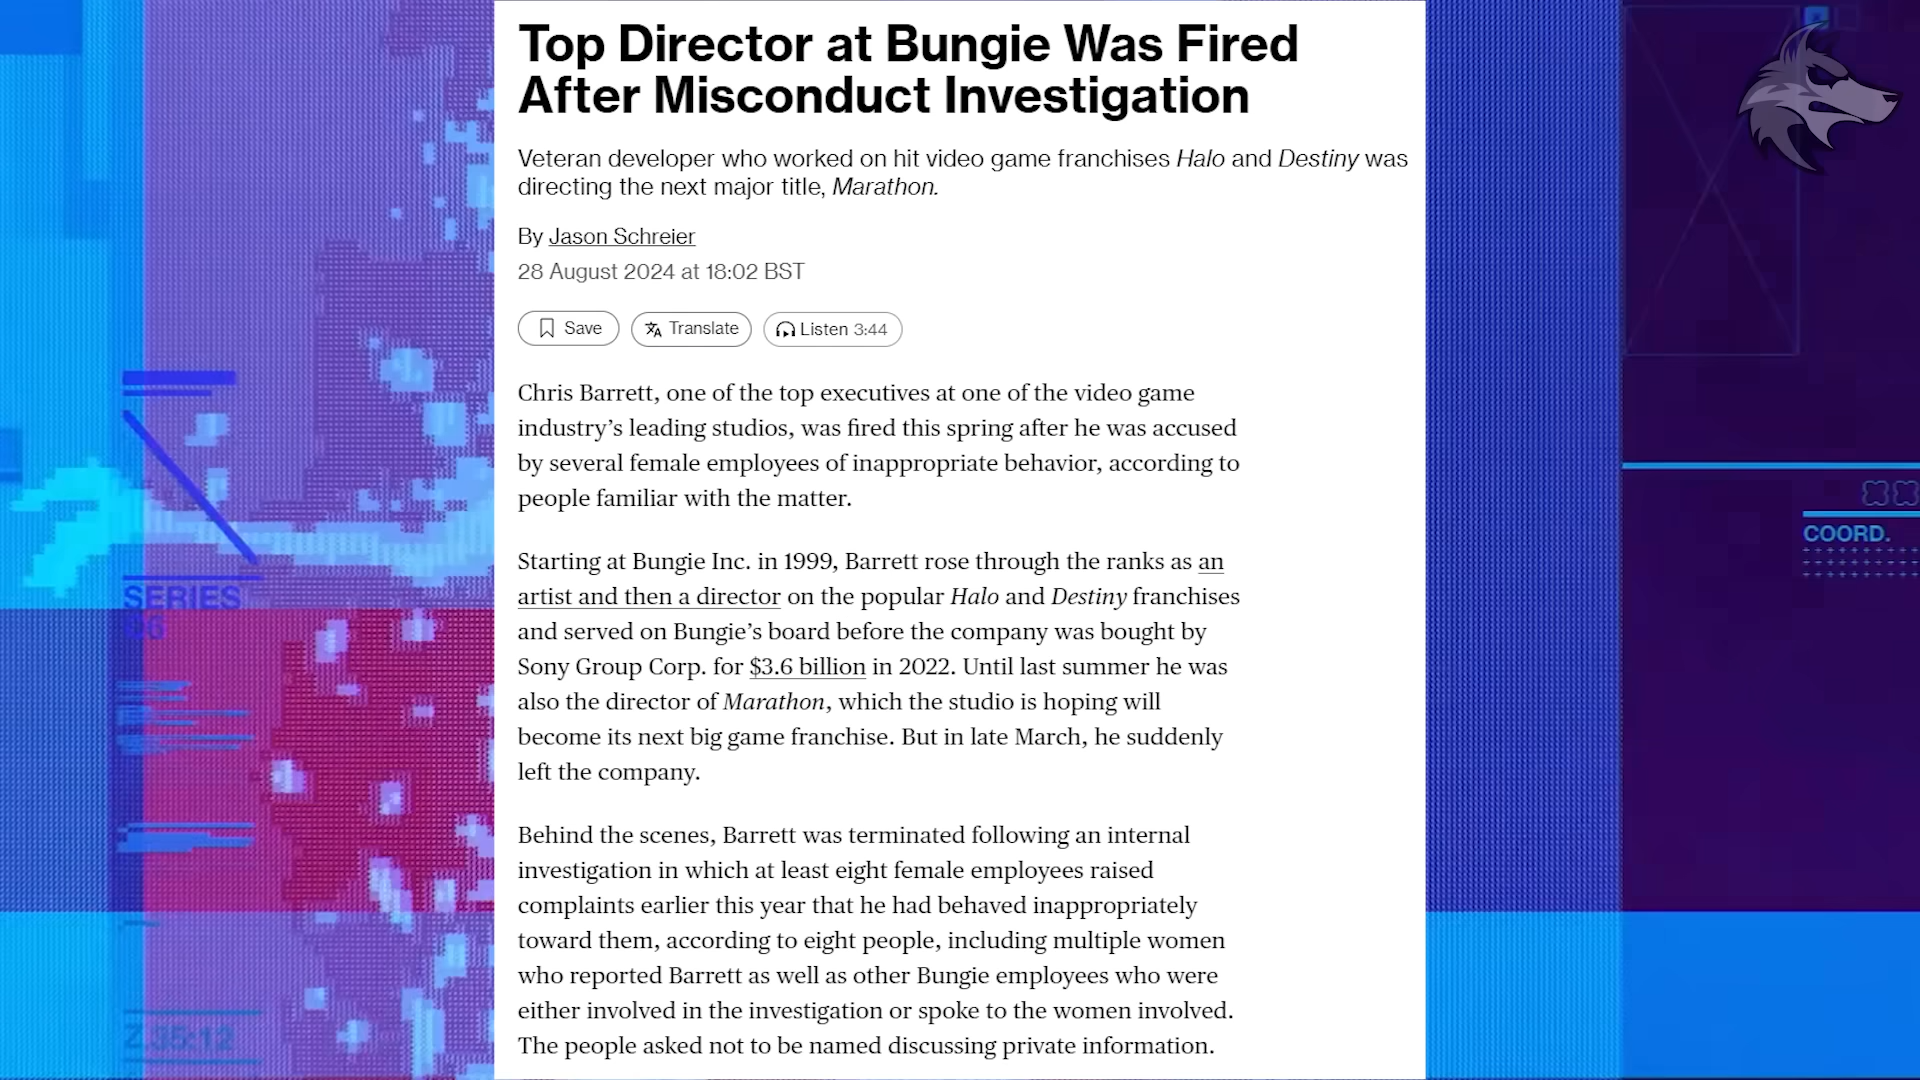 Top Director at Bungie Was Fired
After Misconduct Investigation
Veteran developer who worked on hit video game franchises Halo and Destiny was
directing the next major title, Marathon.
By Jason Schreier
28 August 2024 at 18:02 BST
Save
Translate
Listen 3:44
Chris Barrett, one of the top executives at one of the video game
industry’s leading studios, was fired this spring after he was accused
by several female employees of inappropriate behavior, according to
people familiar with the matter.
Starting at Bungie Inc. in 1999, Barrett rose through the ranks as an
artist and then a director on the popular Halo and Destiny franchises
and served on Bungie’s board before the company was bought by
Sony Group Corp. for $3.6 billion in 2022. Until last summer he was
also the director of Marathon, which the studio is hoping will
become its next big game franchise. But in late March, he suddenly
left the company.
Behind the scenes, Barrett was terminated following an internal
investigation in which at least eight female employees raised
complaints earlier this year that he had behaved inappropriately
toward them, according to eight people, including multiple women
who reported Barrett as well as other Bungie employees who were
either involved in the investigation or spoke to the women involved.
The people asked not to be named discussing private information.
SERIES
Z.35:12
COORD.